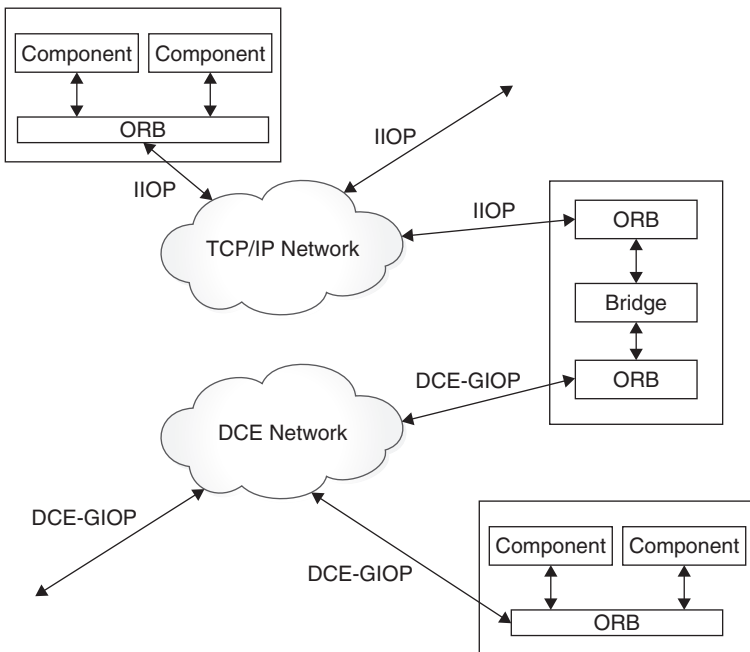 Component Component
ORB
IIOP
IIOP
TCP/IP Network
IIOP
ORB
Bridge
ORB
DCE-GIOP
DCE Network
DCE-GIOP
DCE-GIOP
Component Component
ORB